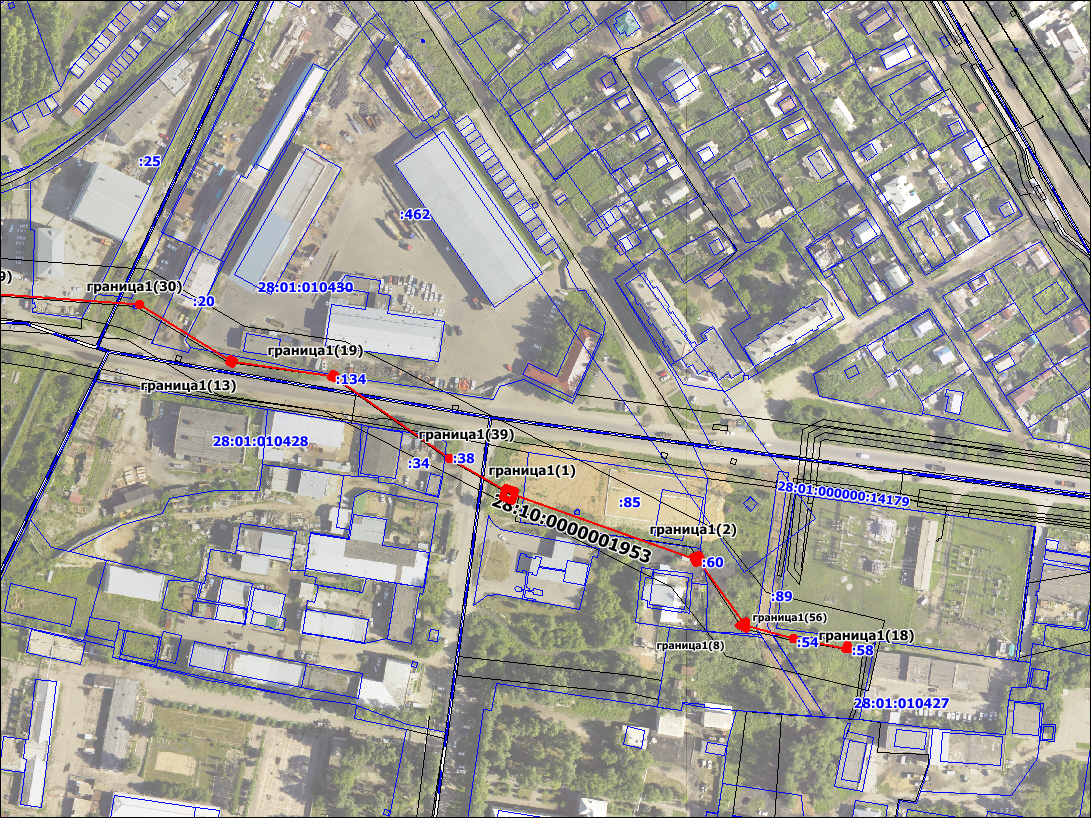 :25
:462
9)
граница1(30)
:20
28:01:010430
граница1(19)
:134
граница1(13)
28:01:010428
граница1(39)
:34
:38
граница1(1)
:85
28:01:000000:14179
28:10:0000001953
граница1(2)
:60
:89
граница1(56)
граница1(8)
:54
граница1(18)
:58
28:01:010427